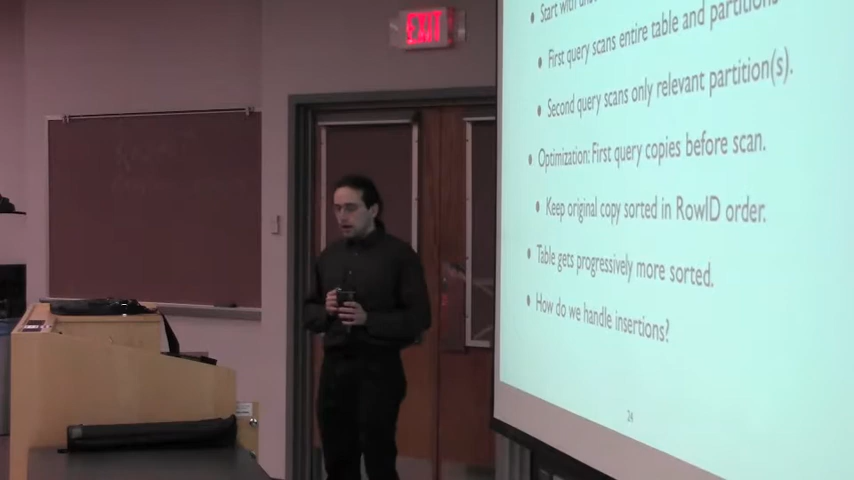 EXIT
Start with
First query scans entire table and partitions
Second query scans only relevant partition(s).
Optimization: First query copies before scan.
Keep original copy sorted in RowID order.
Table gets progressively more sorted
How do we handle insertions?
24